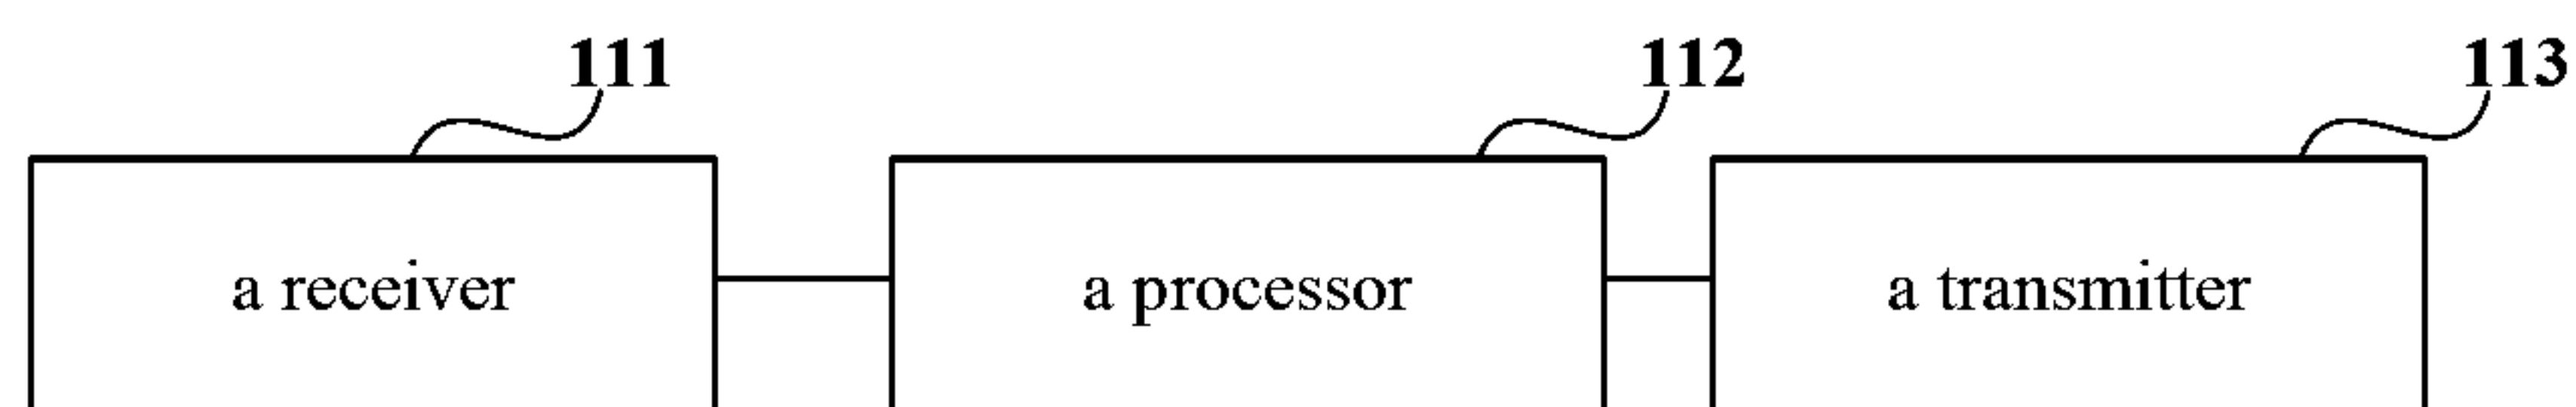 111 112 113
a receiver a processor a transmitter